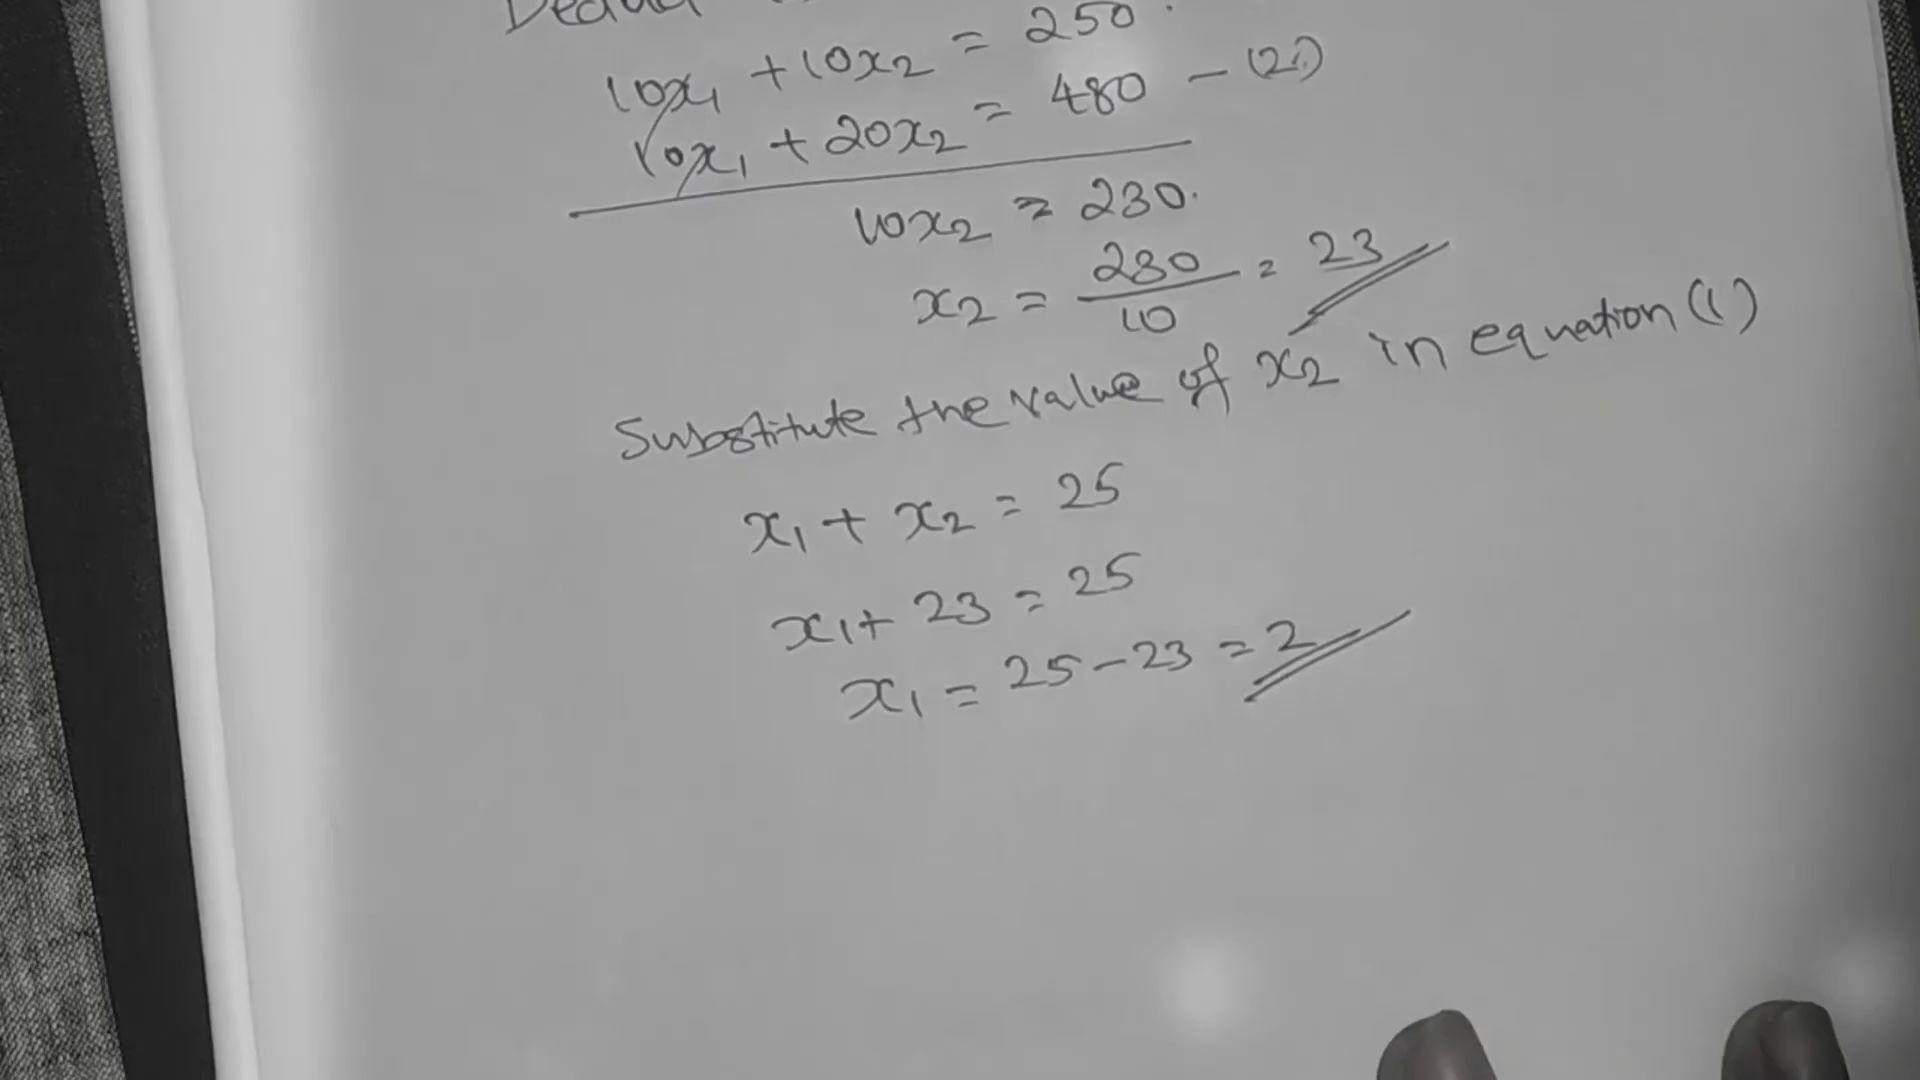 Deduct
10x₁ + 10x₂ = 250.
10x₁ + 20x₂ = 480 - (2)
10x₂ = 230.
x₂ = 230/10 = 23
Substitute the value of x₂ in equation (1)
x₁ + x₂ = 25
x₁ + 23 = 25
x₁ = 25 - 23 = 2